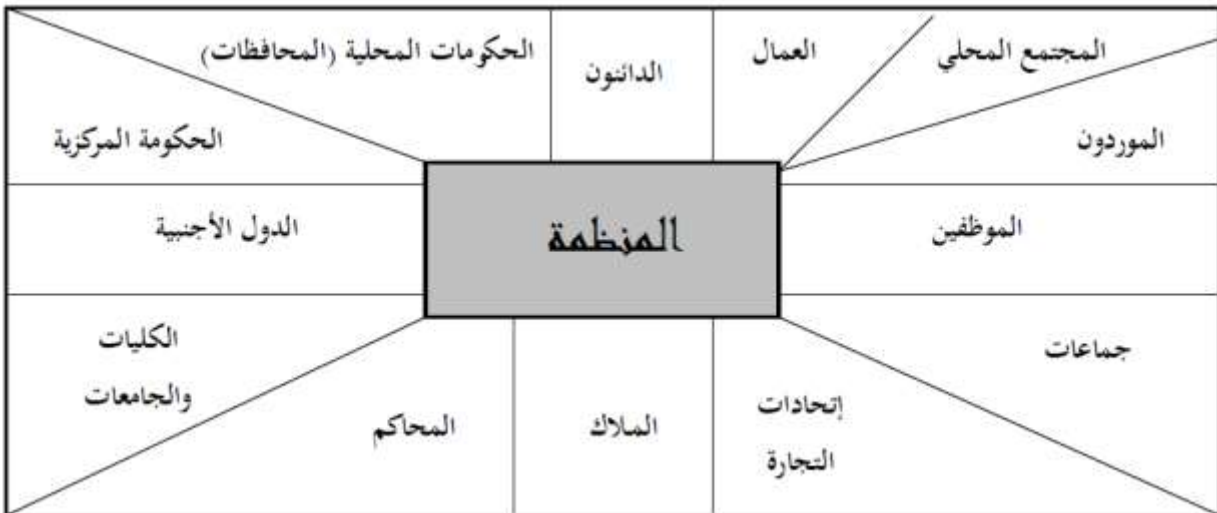 المجتمع المحلي
العمال
الدائنون
الحكومات المحلية (المحافظات)
الموردون
الحكومة المركزية
الموظفين
المنظمة
الدول الأجنبية
جماعات
إتحادات
التجارة
الملاك
المحاكم
الكليات
والجامعات